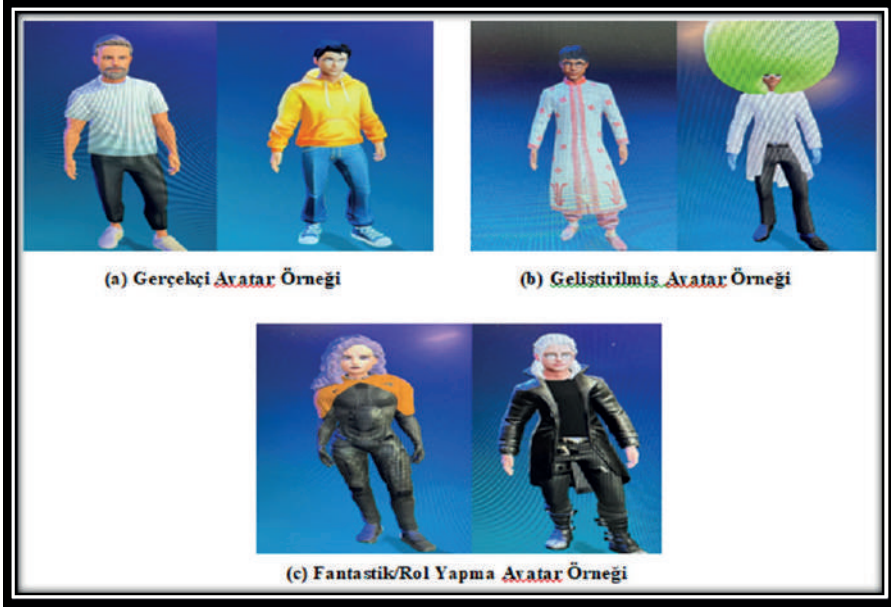 (a) Gerçekçi Avatar Örneği
(b) Geliştirilmiş Avatar Örneği
(c) Fantastik/Rol Yapma Avatar Örneği